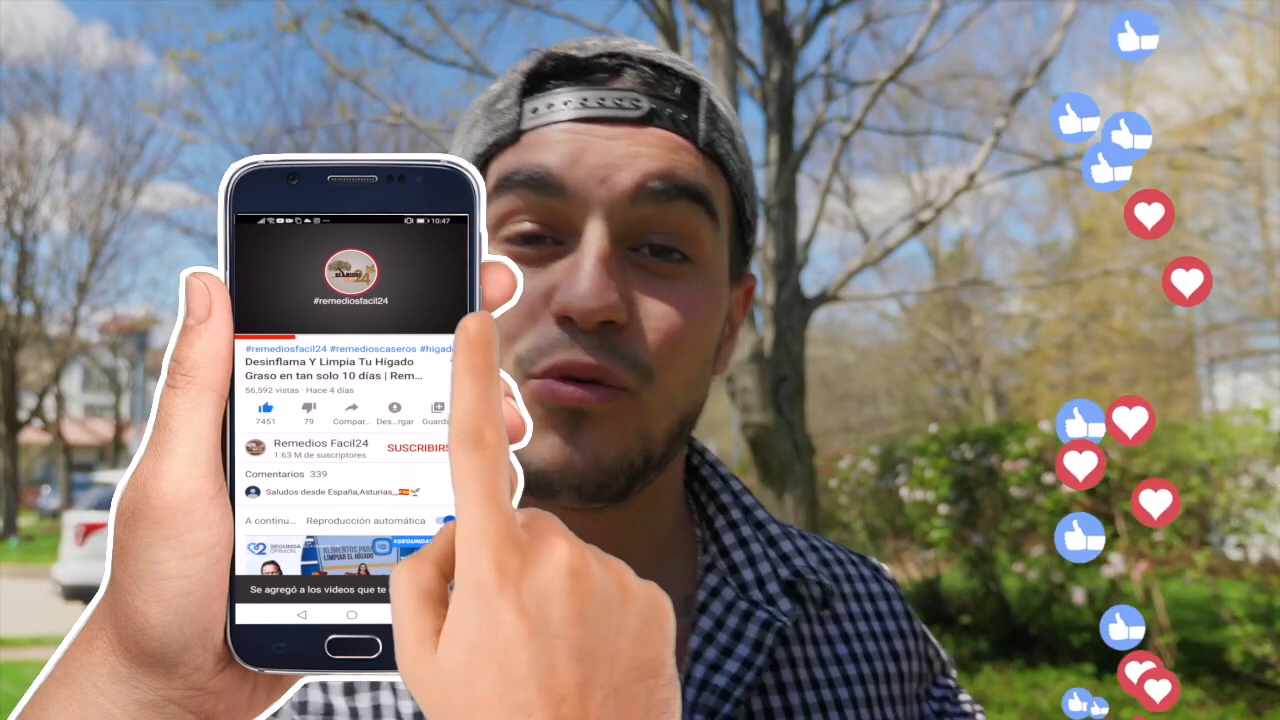 10:47
#remediosfacil24
#remediosfacil24 #remedioscaseros #higad
Desinflama Y Limpia Tu Hígado
Graso en tan solo 10 días | Rem...
56,592 vistas · Hace 4 días
7451 79 Compar... Des...rgar Guarda
Remedios Facil24
1.63 M de suscriptores
SUSCRIBIRS
Comentarios 339
Saludos desde España,Asturias,,,
A continu... Reproducción automática
SEGUNDA OPINIÓN
ALIMENTOS PARA
LIMPIAR EL HÍGADO
#SEGUND
Se agregó a los videos que te